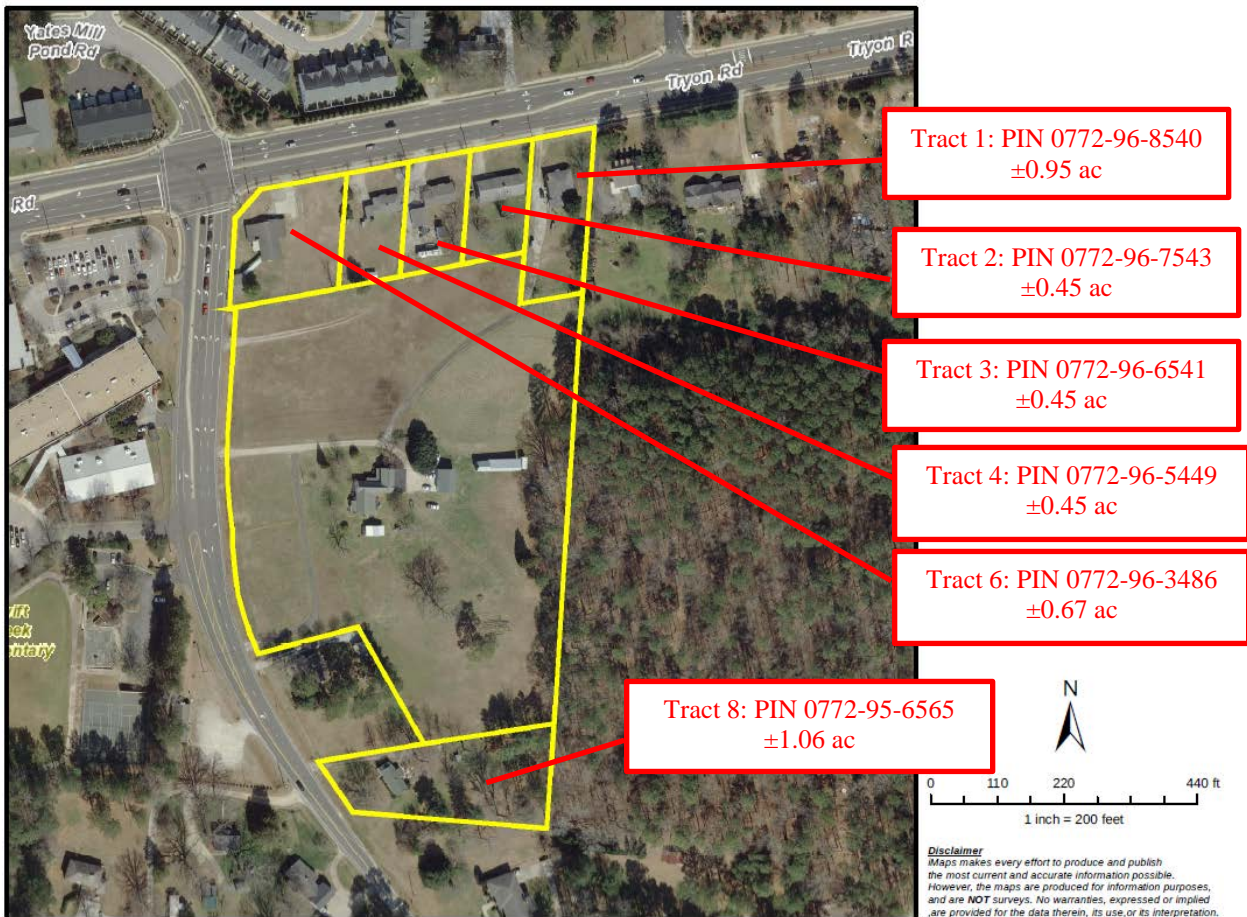 Yates Mill
Pond Rd
Tryon Rd
Tryon R
Rd
Tract 1: PIN 0772-96-8540
±0.95 ac
Tract 2: PIN 0772-96-7543
±0.45 ac
Tract 3: PIN 0772-96-6541
±0.45 ac
Tract 4: PIN 0772-96-5449
±0.45 ac
Tract 6: PIN 0772-96-3486
±0.67 ac
Tract 8: PIN 0772-95-6565
±1.06 ac
ift
ek
ntary
N
0 110 220 440 ft
1 inch = 200 feet
Disclaimer
iMaps makes every effort to produce and publish
the most current and accurate information possible.
However, the maps are produced for information purposes,
and are NOT surveys. No warranties, expressed or implied
,are provided for the data therein, its use,or its interpretation.